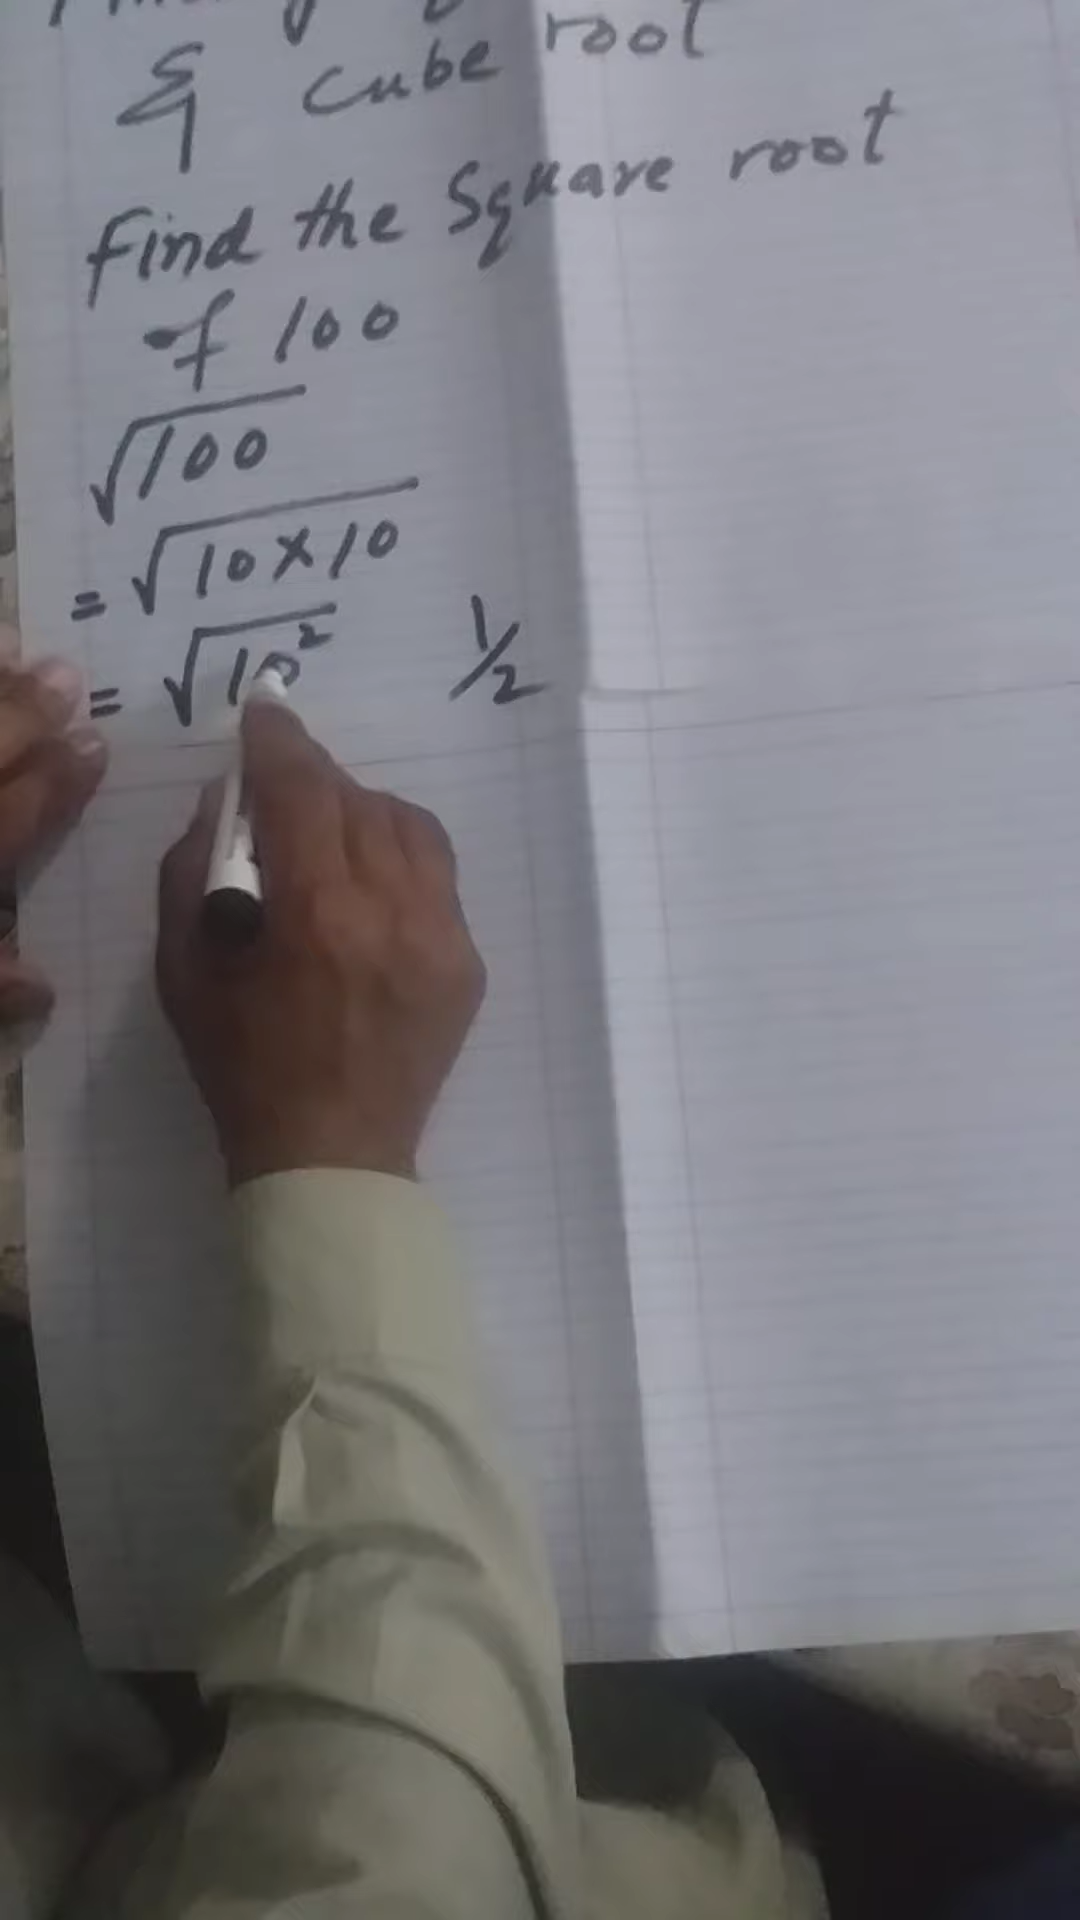 & cube root
Find the Square root
of 100
√100
= √10×10
= √10² 1/2